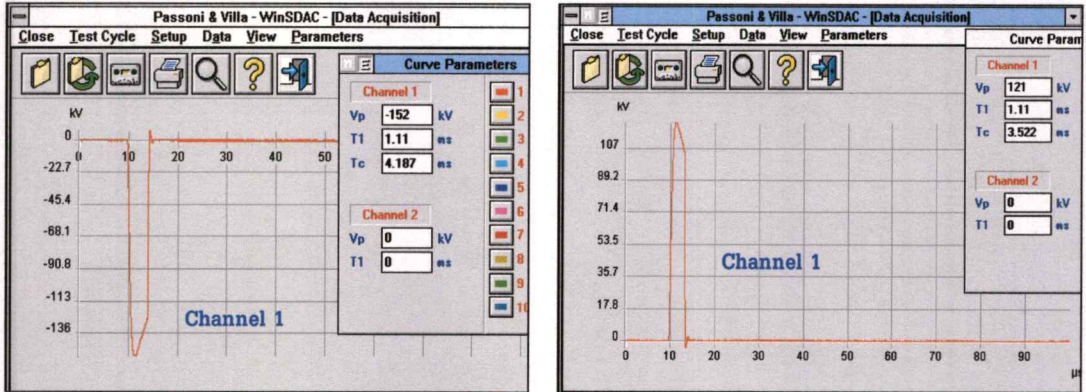 Passoni & Villa - WinSDAC - [Data Acquisition]
Close Test Cycle Setup Data View Parameters
Curve Parameters
Channel 1
Vp -152 kV
T1 1.11 ms
Tc 4.187 ms
Channel 2
Vp 0 kV
T1 0 ms
1
2
3
4
5
6
7
8
9
10
kV
0
-22.7
-45.4
-68.1
-90.8
-113
-136
0 10 20 30 40 50
Channel 1
Passoni & Villa - WinSDAC - [Data Acquisition]
Close Test Cycle Setup Data View Parameters
Curve Param
Channel 1
Vp 121 kV
T1 1.11 ms
Tc 3.522 ms
Channel 2
Vp 0 kV
T1 0 ms
kV
107
89.2
71.4
53.5
35.7
17.8
0
0 10 20 30 40 50 60 70 80 90
µs
Channel 1